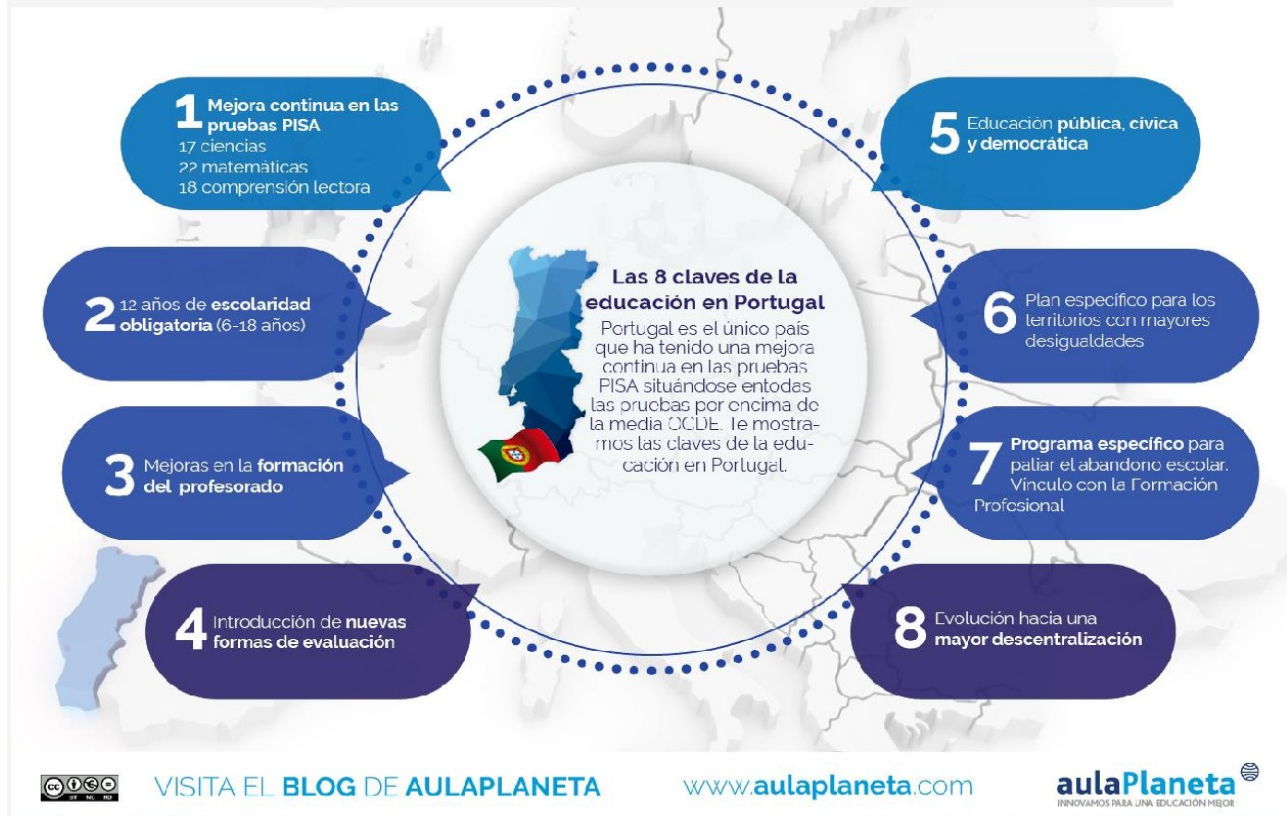 1 Mejora continua en las
pruebas PISA
17 ciencias
22 matemáticas
18 comprensión lectora
2 12 años de escolaridad
obligatoria (6-18 años)
3 Mejoras en la formación
del profesorado
4 Introducción de nuevas
formas de evaluación
Las 8 claves de la
educación en Portugal
Portugal es el único país
que ha tenido una mejora
continua en las pruebas
PISA situándose entodas
las pruebas por encima de
la media OCDE. Te mostra-
mos las claves de la edu-
cación en Portugal.
5 Educación pública, cívica
y democrática
6 Plan específico para los
territorios con mayores
desigualdades
7 Programa específico para
paliar el abandono escolar.
Vínculo con la Formación
Profesional
8 Evolución hacia una
mayor descentralización
cc BY NC ND
VISITA EL BLOG DE AULAPLANETA
www.aulaplaneta.com
aulaPlaneta
INNOVAMOS PARA UNA EDUCACIÓN MEJOR